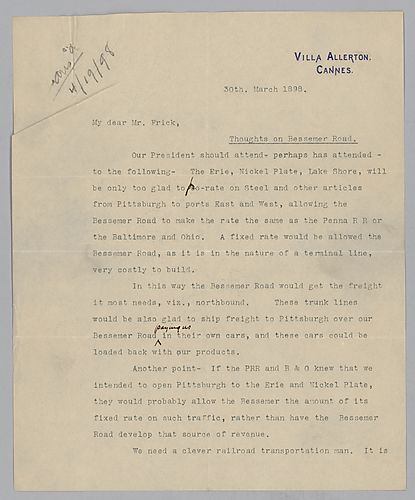 rec'd
4/19/98
VILLA ALLERTON.
CANNES.
30th. March 1898.
My dear Mr. Frick,
Thoughts on Bessemer Road.
Our President should attend- perhaps has attended -
to the following- The Erie, Nickel Plate, Lake Shore, will
be only too glad to pro-rate on Steel and other articles
from Pittsburgh to ports East and West, allowing the
Bessemer Road to make the rate the same as the Penna R R or
the Baltimore and Ohio. A fixed rate would be allowed the
Bessemer Road, as it is in the nature of a terminal line,
very costly to build.
In this way the Bessemer Road would get the freight
it most needs, viz., northbound. These trunk lines
would be also glad to ship freight to Pittsburgh over our
paying us
Bessemer Road in their own cars, and these cars could be
loaded back with our products.
Another point- If the PRR and B & O knew that we
intended to open Pittsburgh to the Erie and Nickel Plate,
they would probably allow the Bessemer the amount of its
fixed rate on such traffic, rather than have the Bessemer
Road develop that source of revenue.
We need a clever railroad transportation man. It is